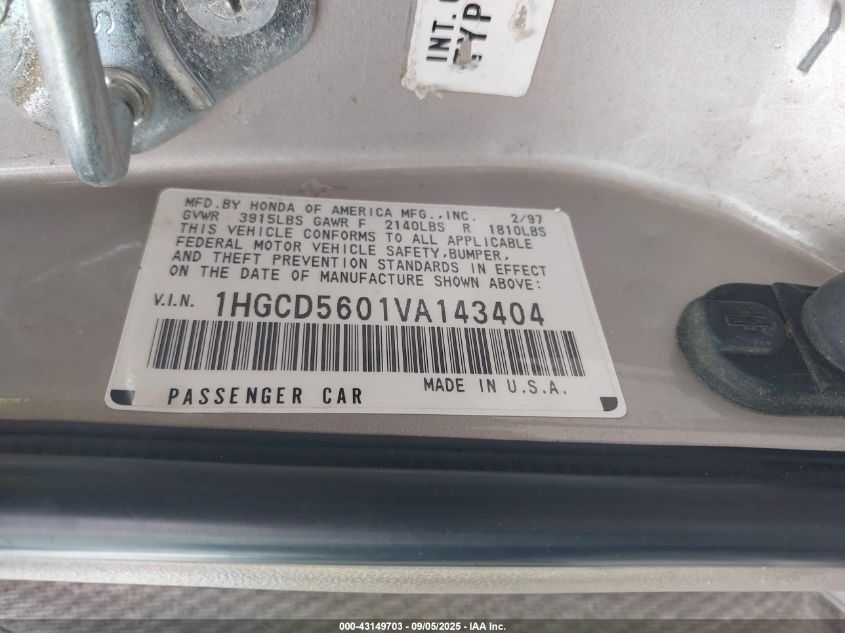 S
INT.
TYP
MFD.BY HONDA OF AMERICA MFG.,INC. 2/97
GVWR 3915LBS GAWR F 2140LBS R 1810LBS
THIS VEHICLE CONFORMS TO ALL APPLICABLE
FEDERAL MOTOR VEHICLE SAFETY,BUMPER,
AND THEFT PREVENTION STANDARDS IN EFFECT
ON THE DATE OF MANUFACTURE SHOWN ABOVE:
V.I.N. 1HGCD5601VA143404
PASSENGER CAR MADE IN U.S.A.
000-43149703 - 09/05/2025 - IAA Inc.